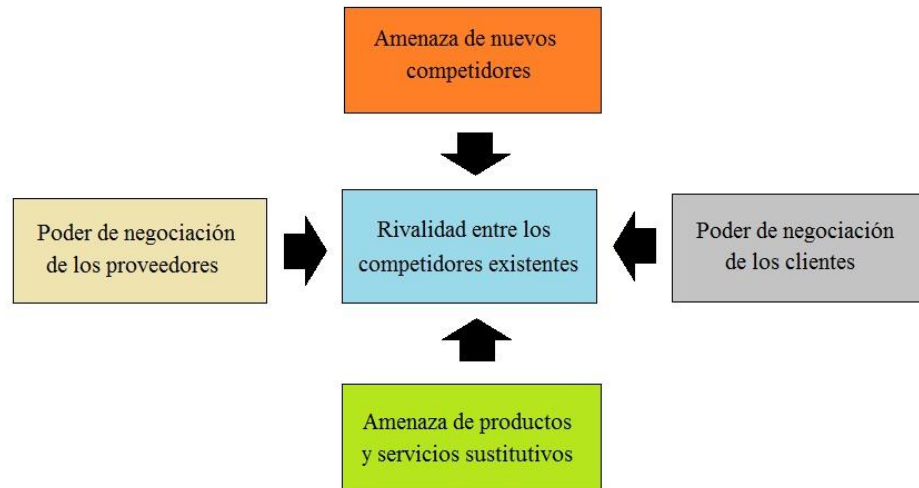 Amenaza de nuevos
competidores
Poder de negociación
de los proveedores
Rivalidad entre los
competidores existentes
Poder de negociación
de los clientes
Amenaza de productos
y servicios sustitutivos